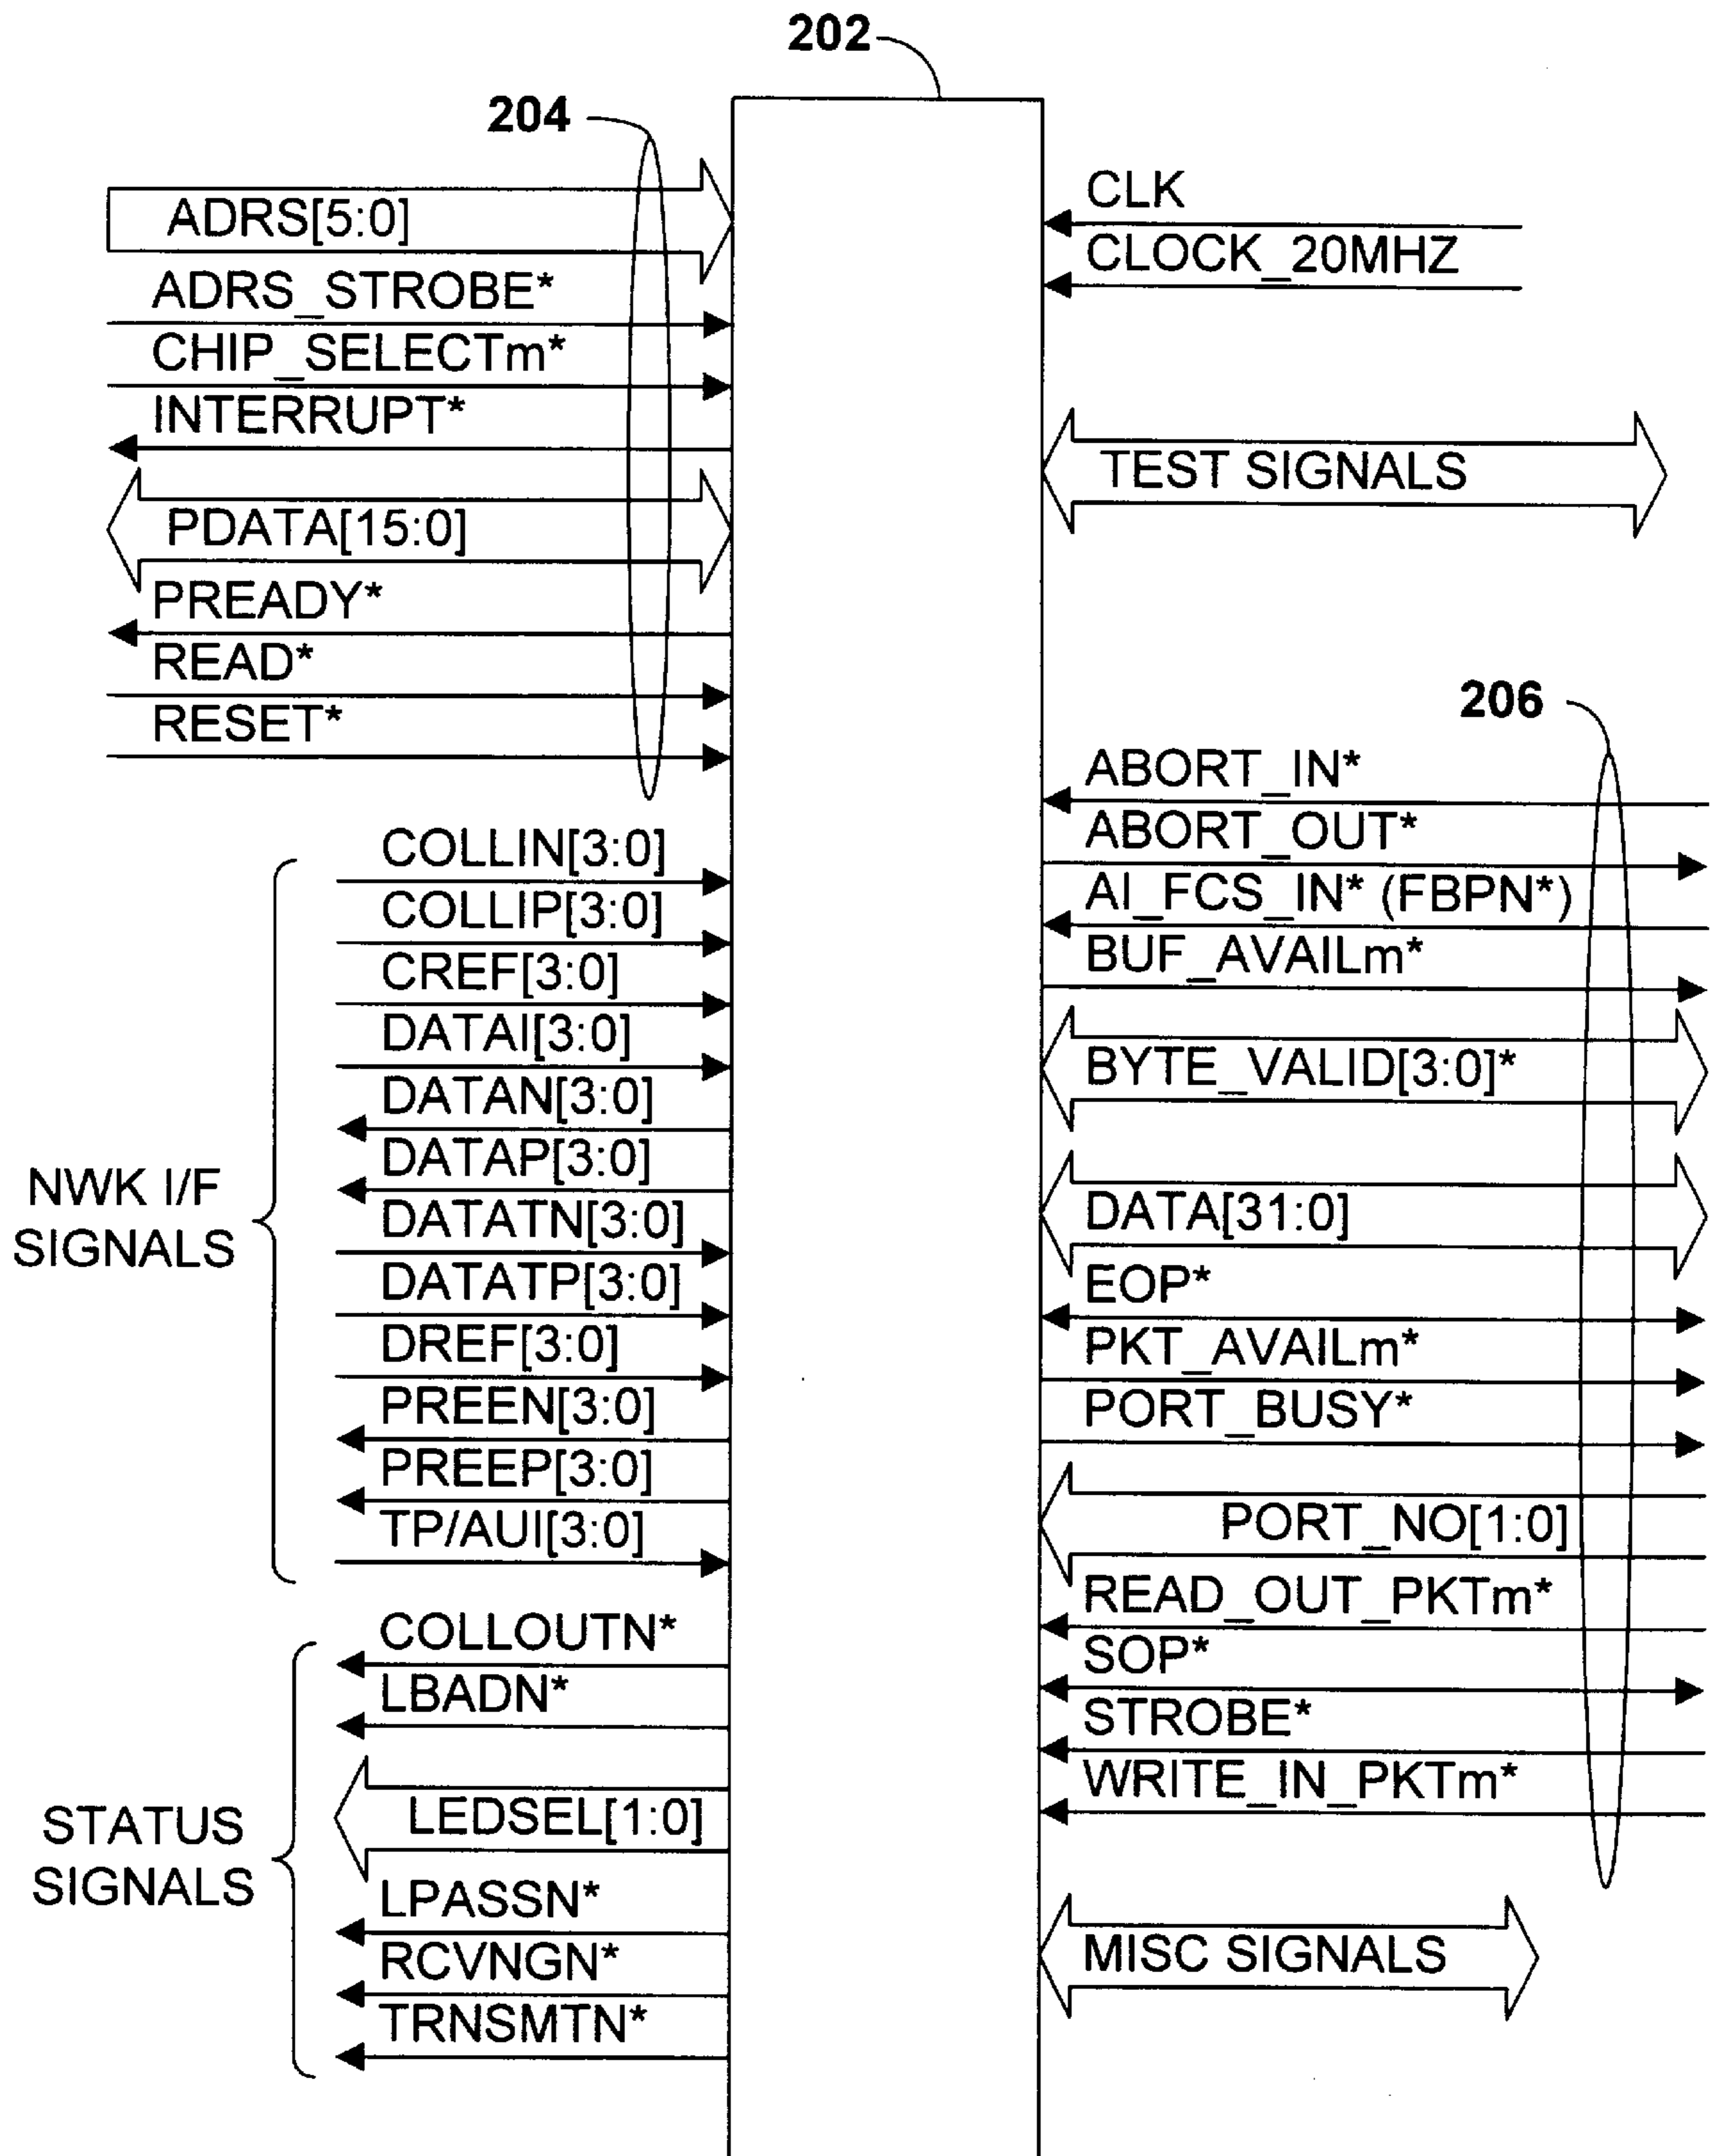 202
204
ADRS[5:0]
ADRS_STROBE*
CHIP_SELECTm*
INTERRUPT*
PDATA[15:0]
PREADY*
READ*
RESET*
NWK I/F
SIGNALS
COLLIN[3:0]
COLLIP[3:0]
CREF[3:0]
DATAI[3:0]
DATAN[3:0]
DATAP[3:0]
DATATN[3:0]
DATATP[3:0]
DREF[3:0]
PREEN[3:0]
PREEP[3:0]
TP/AUI[3:0]
STATUS
SIGNALS
COLLOUTN*
LBADN*
LEDSEL[1:0]
LPASSN*
RCVNGN*
TRNSMTN*
CLK
CLOCK_20MHZ
TEST SIGNALS
206
ABORT_IN*
ABORT_OUT*
AI_FCS_IN* (FBPN*)
BUF_AVAILm*
BYTE_VALID[3:0]*
DATA[31:0]
EOP*
PKT_AVAILm*
PORT_BUSY*
PORT_NO[1:0]
READ_OUT_PKTm*
SOP*
STROBE*
WRITE_IN_PKTm*
MISC SIGNALS